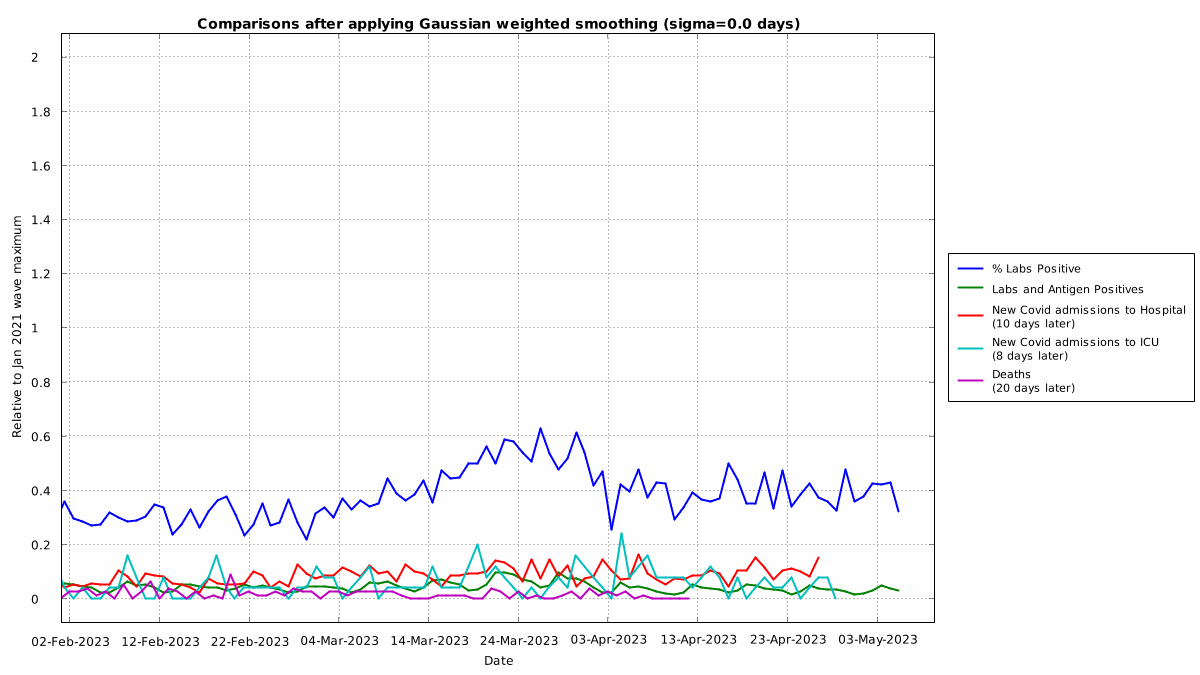 Comparisons after applying Gaussian weighted smoothing (sigma=0.0 days)
2
1.8
1.6
1.4
1.2
1
0.8
0.6
0.4
0.2
0
Relative to Jan 2021 wave maximum
02-Feb-2023 12-Feb-2023 22-Feb-2023 04-Mar-2023 14-Mar-2023 24-Mar-2023 03-Apr-2023 13-Apr-2023 23-Apr-2023 03-May-2023
Date
% Labs Positive
Labs and Antigen Positives
New Covid admissions to Hospital
(10 days later)
New Covid admissions to ICU
(8 days later)
Deaths
(20 days later)